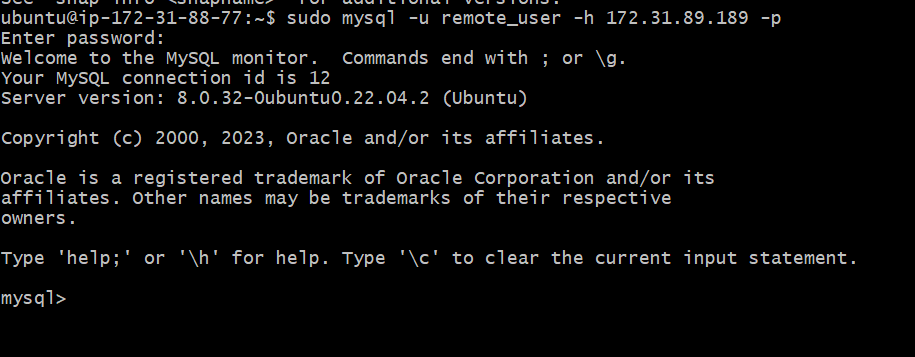 See 'snap info <snapname>' for additional versions.
ubuntu@ip-172-31-88-77:~$ sudo mysql -u remote_user -h 172.31.89.189 -p
Enter password:
Welcome to the MySQL monitor.  Commands end with ; or \g.
Your MySQL connection id is 12
Server version: 8.0.32-0ubuntu0.22.04.2 (Ubuntu)
Copyright (c) 2000, 2023, Oracle and/or its affiliates.
Oracle is a registered trademark of Oracle Corporation and/or its
affiliates. Other names may be trademarks of their respective
owners.
Type 'help;' or '\h' for help. Type '\c' to clear the current input statement.
mysql>